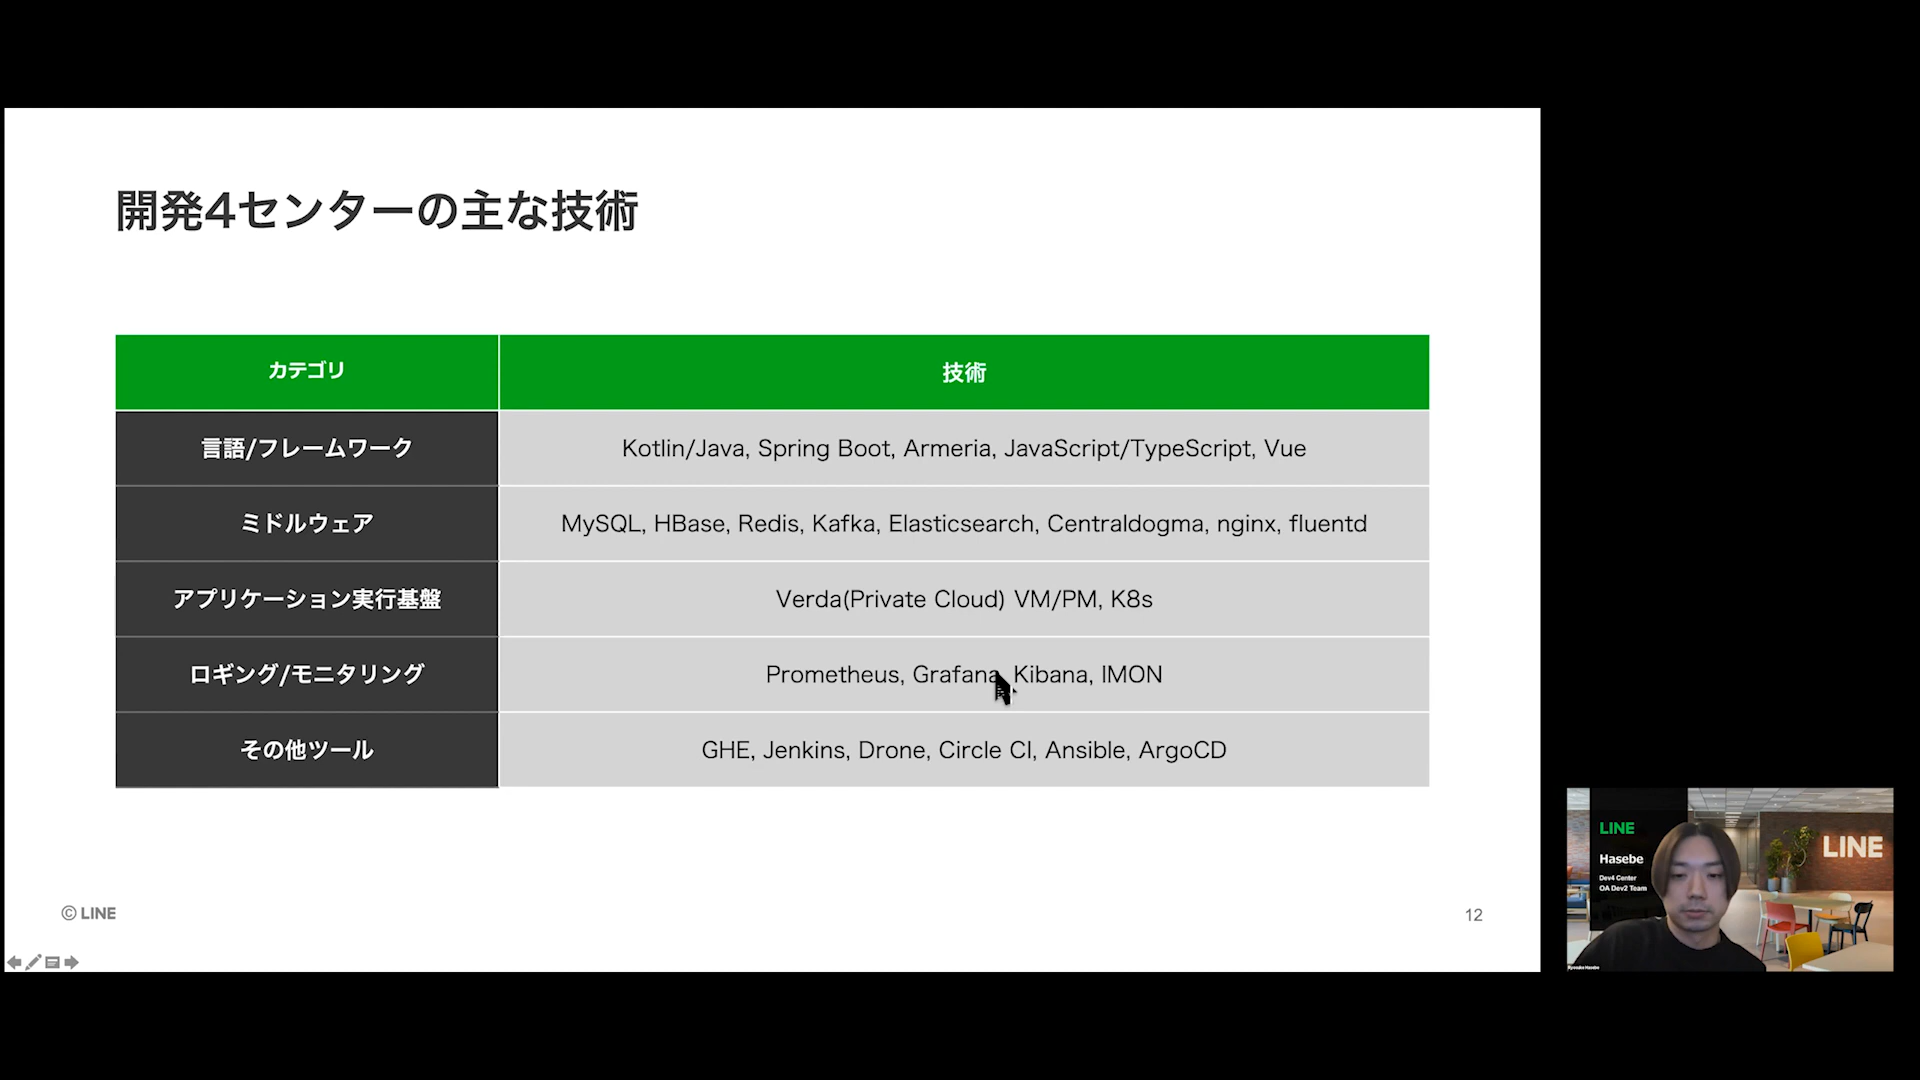 開発4センターの主な技術
カテゴリ 技術
言語/フレームワーク Kotlin/Java, Spring Boot, Armeria, JavaScript/TypeScript, Vue
ミドルウェア MySQL, HBase, Redis, Kafka, Elasticsearch, Centraldogma, nginx, fluentd
アプリケーション実行基盤 Verda(Private Cloud) VM/PM, K8s
ロギング/モニタリング Prometheus, Grafana, Kibana, IMON
その他ツール GHE, Jenkins, Drone, Circle CI, Ansible, ArgoCD
© LINE
12
LINE
Hasebe
Dev4 Center
OA Dev2 Team
LINE
Ryosuke Hasebe